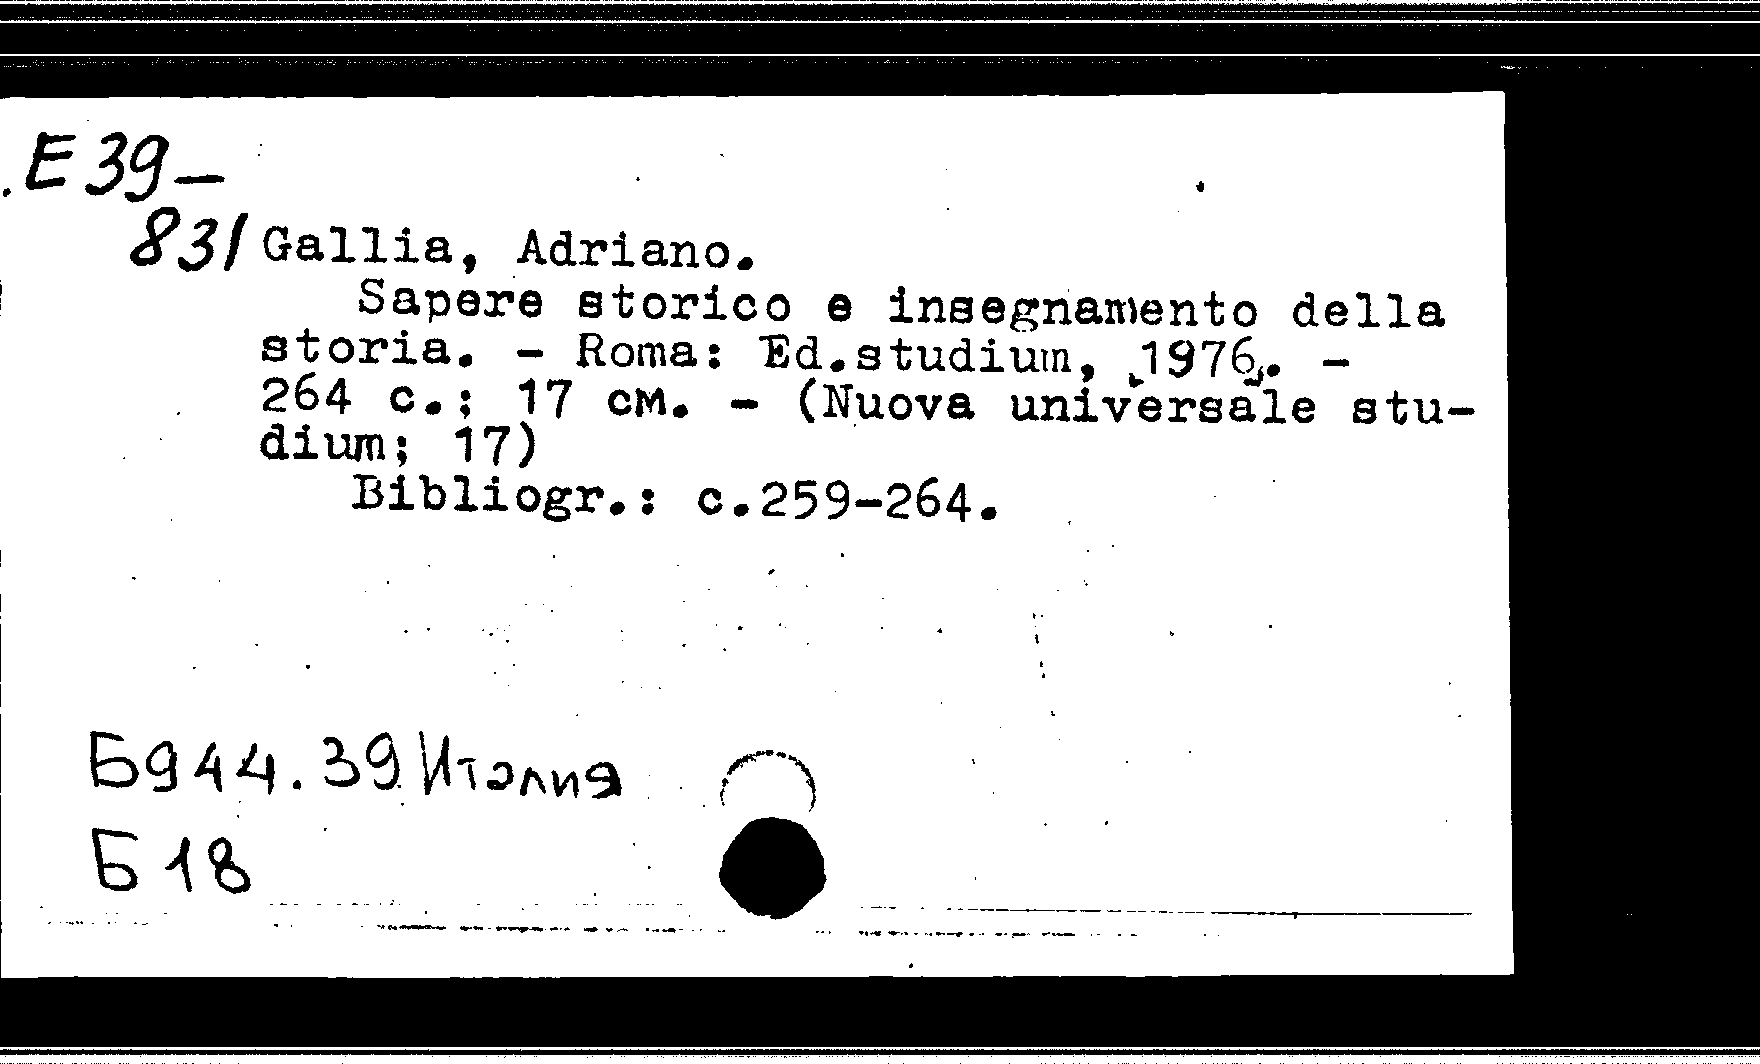 E39-
831
Gallia, Adriano.
Sapere storico e insegnamento della
storia. - Roma: Ed.studium, [1976]. -
264 с.; 17 см. - (Nuova universale stu-
dium; 17)
Bibliogr.: с.259-264.
Б944.39 Италия
Б18